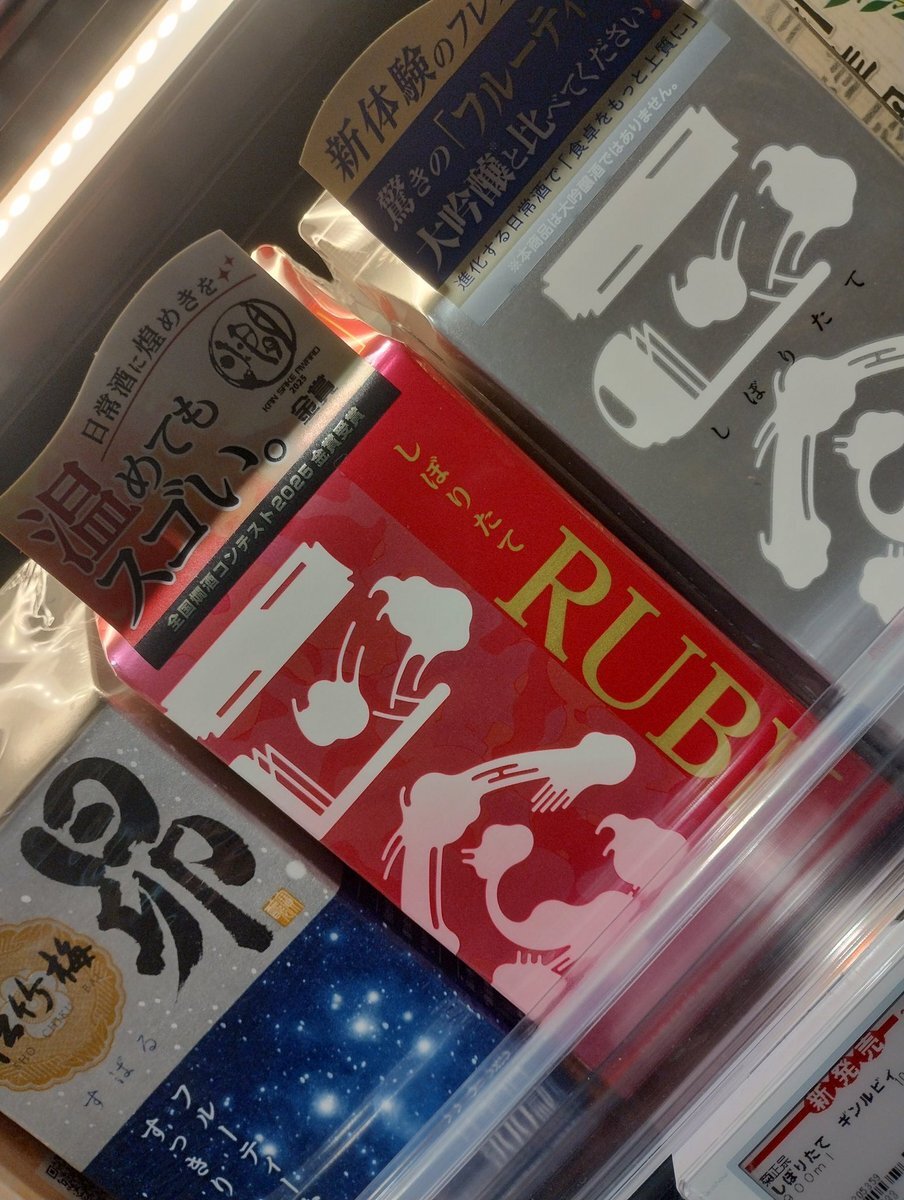 新体験のフレ
驚きの「フルーティ
大吟醸※と比べてください!
進化する日常酒で「食卓をもっと上質に」
※本商品は大吟醸酒ではありません。
しぼりたて
日常酒に煌めきを
温めても
スゴい。
KAN SAKE AWARD
2025
金賞
全国燗酒コンテスト2025 金賞受賞
しぼりたて
RUB
昴
竹梅
すばる
フルーティ
すっきり
新発売
しぼりたて ギンルビイ